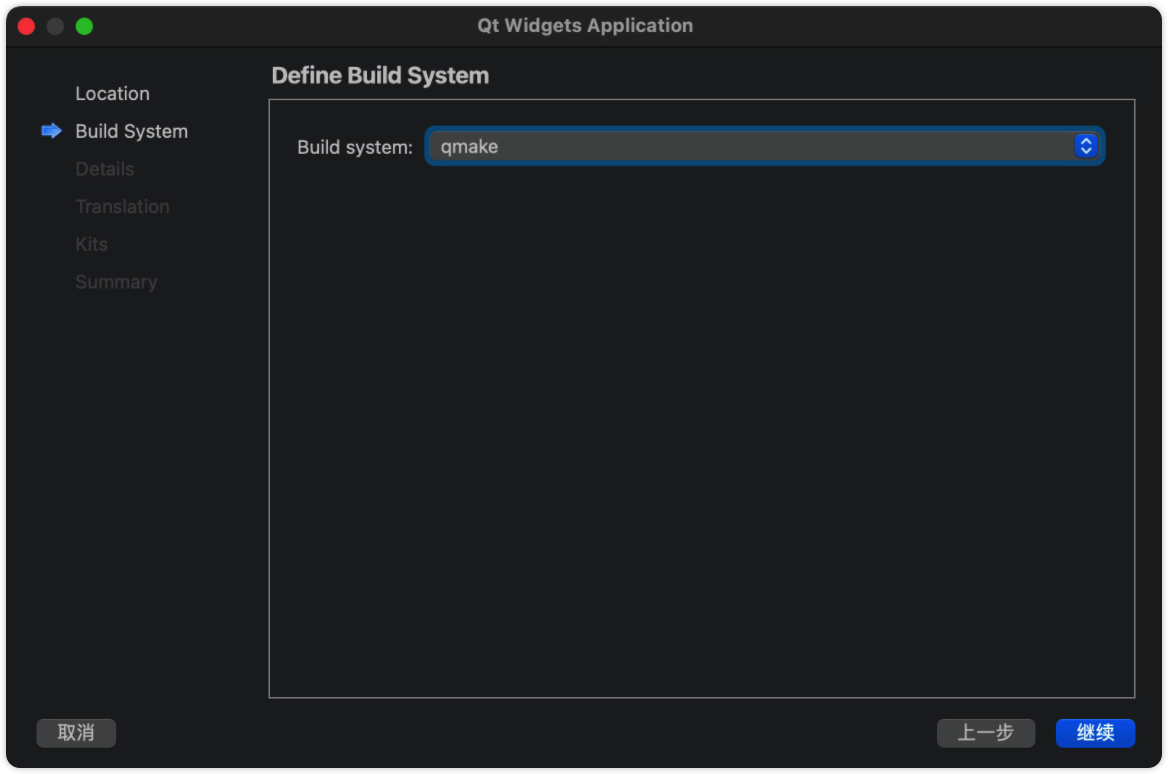 Qt Widgets Application
Location
Build System
Details
Translation
Kits
Summary
Define Build System
Build system: qmake
取消
上一步
继续